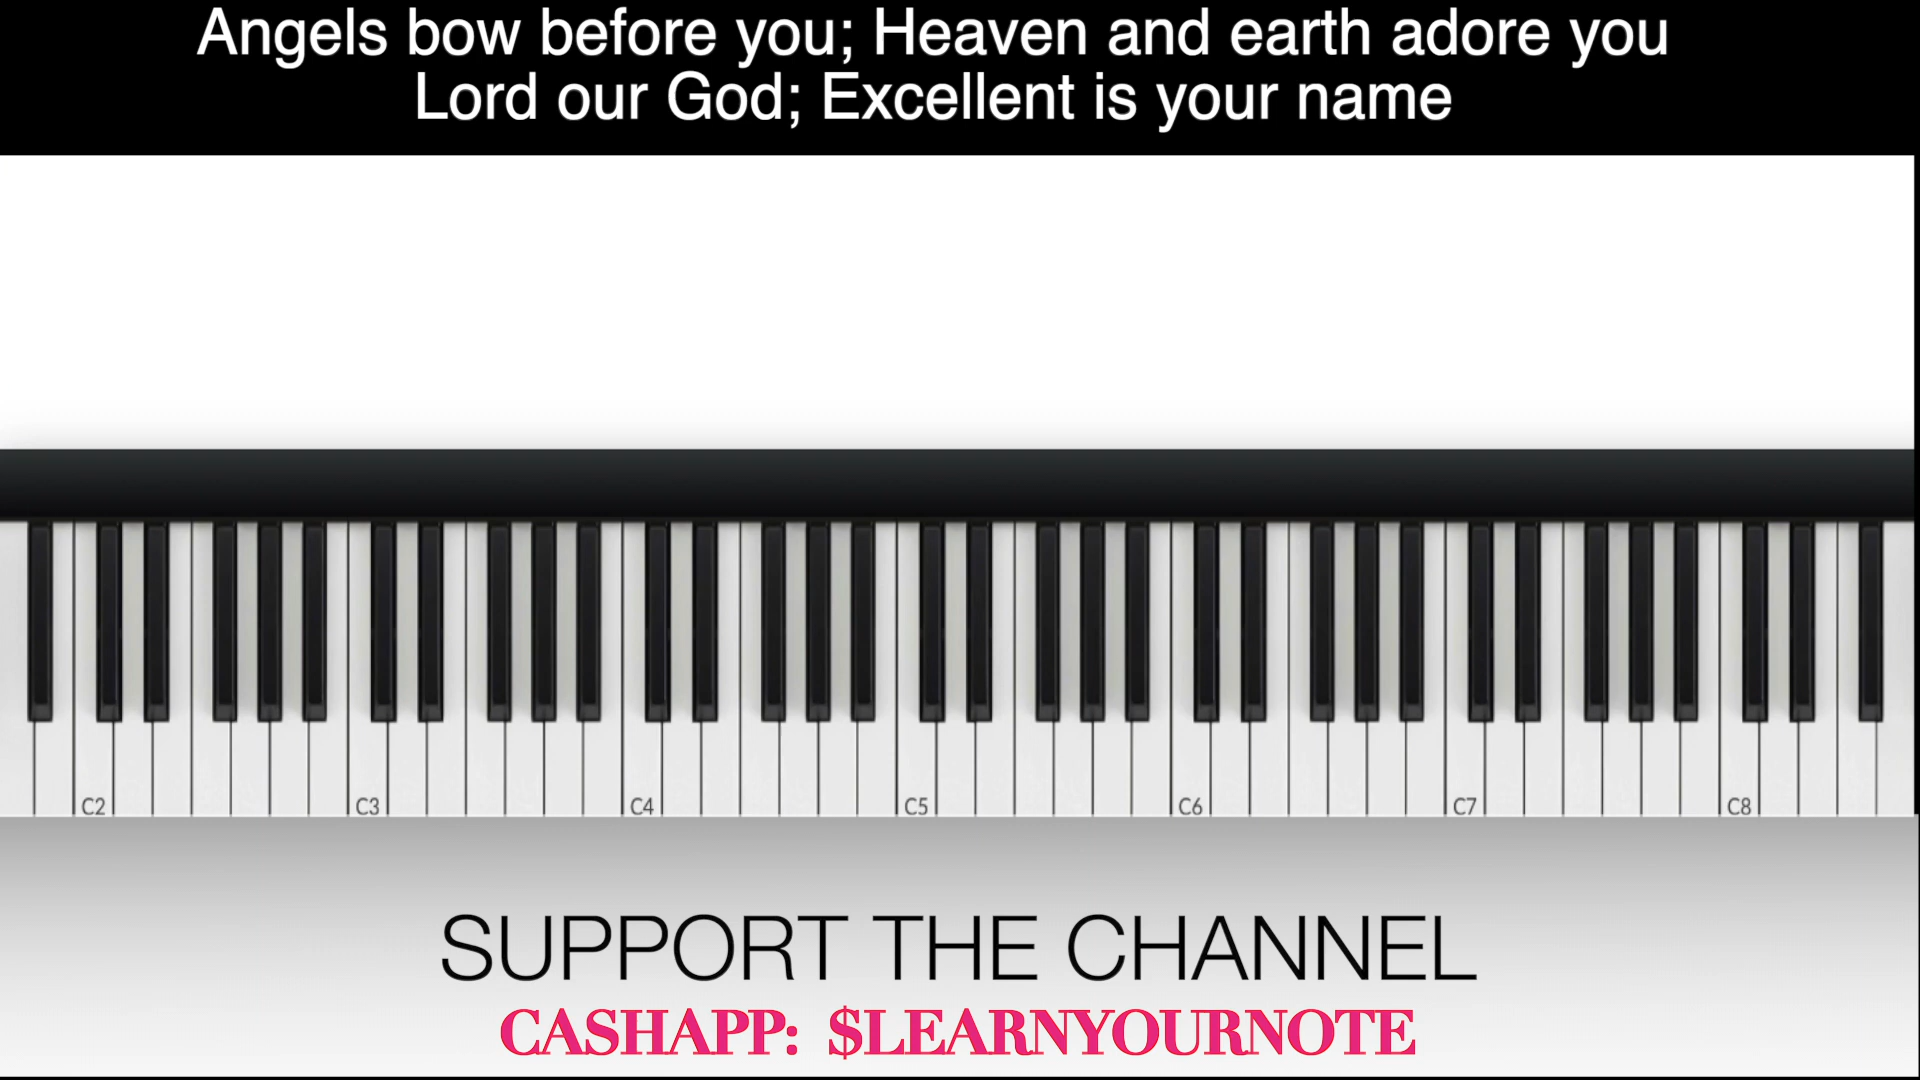 Angels bow before you; Heaven and earth adore you
Lord our God; Excellent is your name
C2 C3 C4 C5 C6 C7 C8
SUPPORT THE CHANNEL
CASHAPP: $LEARNYOURNOTE